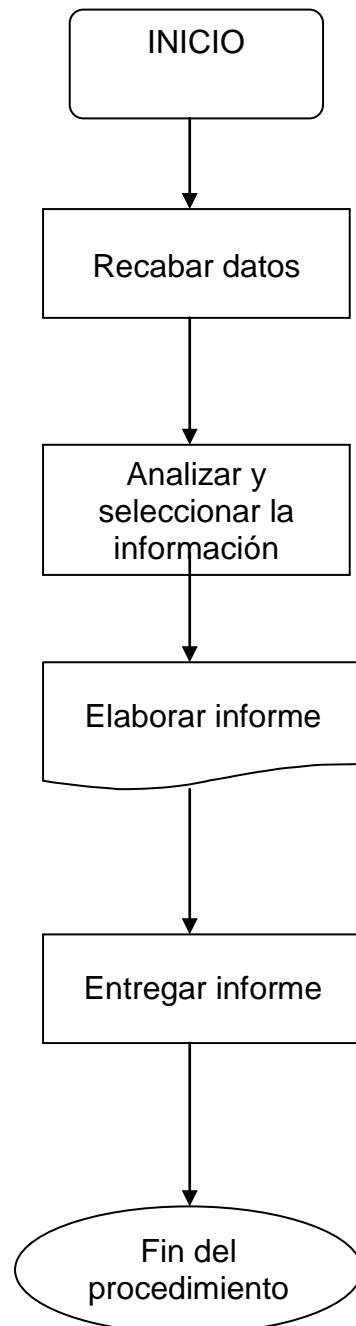 INICIO
Recabar datos
Analizar y
seleccionar la
información
Elaborar informe
Entregar informe
Fin del
procedimiento